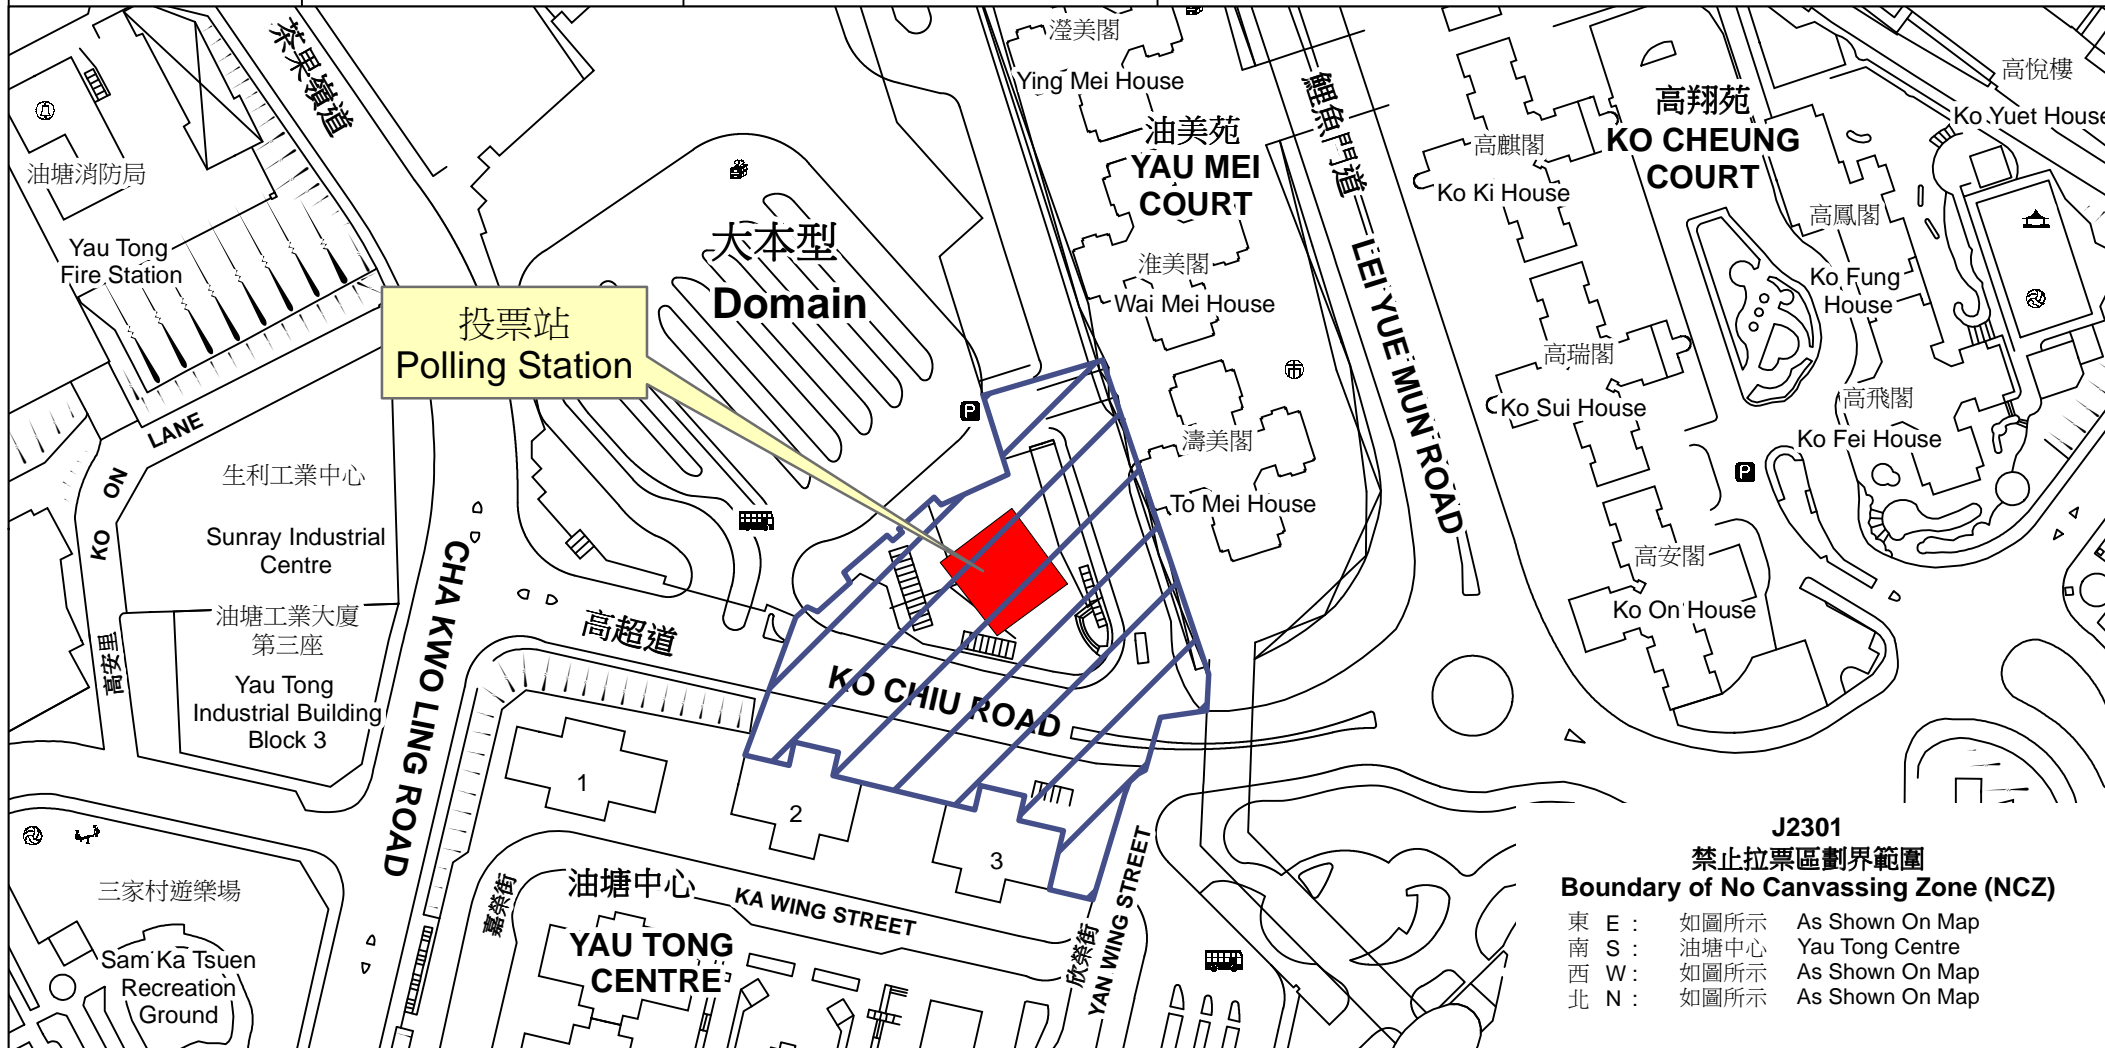 茶果嶺道
瀅美閣
Ying Mei House
油美苑
YAU MEI
COURT
鯉魚門道
LEI YUE MUN ROAD
高翔苑
KO CHEUNG
COURT
高悅樓
Ko Yuet House
高麒閣
Ko Ki House
油塘消防局
Yau Tong
Fire Station
大本型
Domain
淮美閣
Wai Mei House
高鳳閣
Ko Fung
House
投票站
Polling Station
高瑞閣
Ko Sui House
高飛閣
Ko Fei House
P
濤美閣
To Mei House
市
P
KO ON LANE
高安里
生利工業中心
Sunray Industrial
Centre
高安閣
Ko On House
油塘工業大廈
第三座
Yau Tong
Industrial Building
Block 3
CHA KWO LING ROAD
高超道
KO CHIU ROAD
1
2
3
三家村遊樂場
Sam Ka Tsuen
Recreation
Ground
嘉榮街
KA WING STREET
油塘中心
YAU TONG
CENTRE
欣榮街
YAN WING STREET
J2301
禁止拉票區劃界範圍
Boundary of No Canvassing Zone (NCZ)
東 E : 如圖所示 As Shown On Map
南 S : 油塘中心 Yau Tong Centre
西 W : 如圖所示 As Shown On Map
北 N : 如圖所示 As Shown On Map